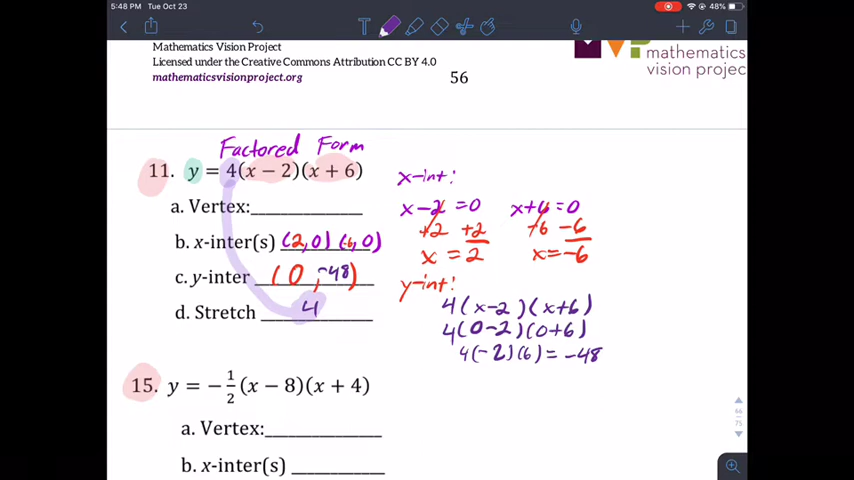 5:48 PM Tue Oct 23
48%
Mathematics Vision Project
Licensed under the Creative Commons Attribution CC BY 4.0
mathematicsvisionproject.org
56
mathematics
vision project
Factored Form
11. y = 4(x − 2)(x + 6)
x-int:
a. Vertex:
x-2 =0 x+6=0
+2 +2 -6 -6
b. x-inter(s) (2,0) (-6,0)
x = 2 x=-6
c. y-inter (0, -48)
y-int:
4(x-2)(x+6)
d. Stretch 4
4(0-2)(0+6)
4(-2)(6)=-48
15. y = −1/2(x − 8)(x + 4)
a. Vertex:
b. x-inter(s)
66
75